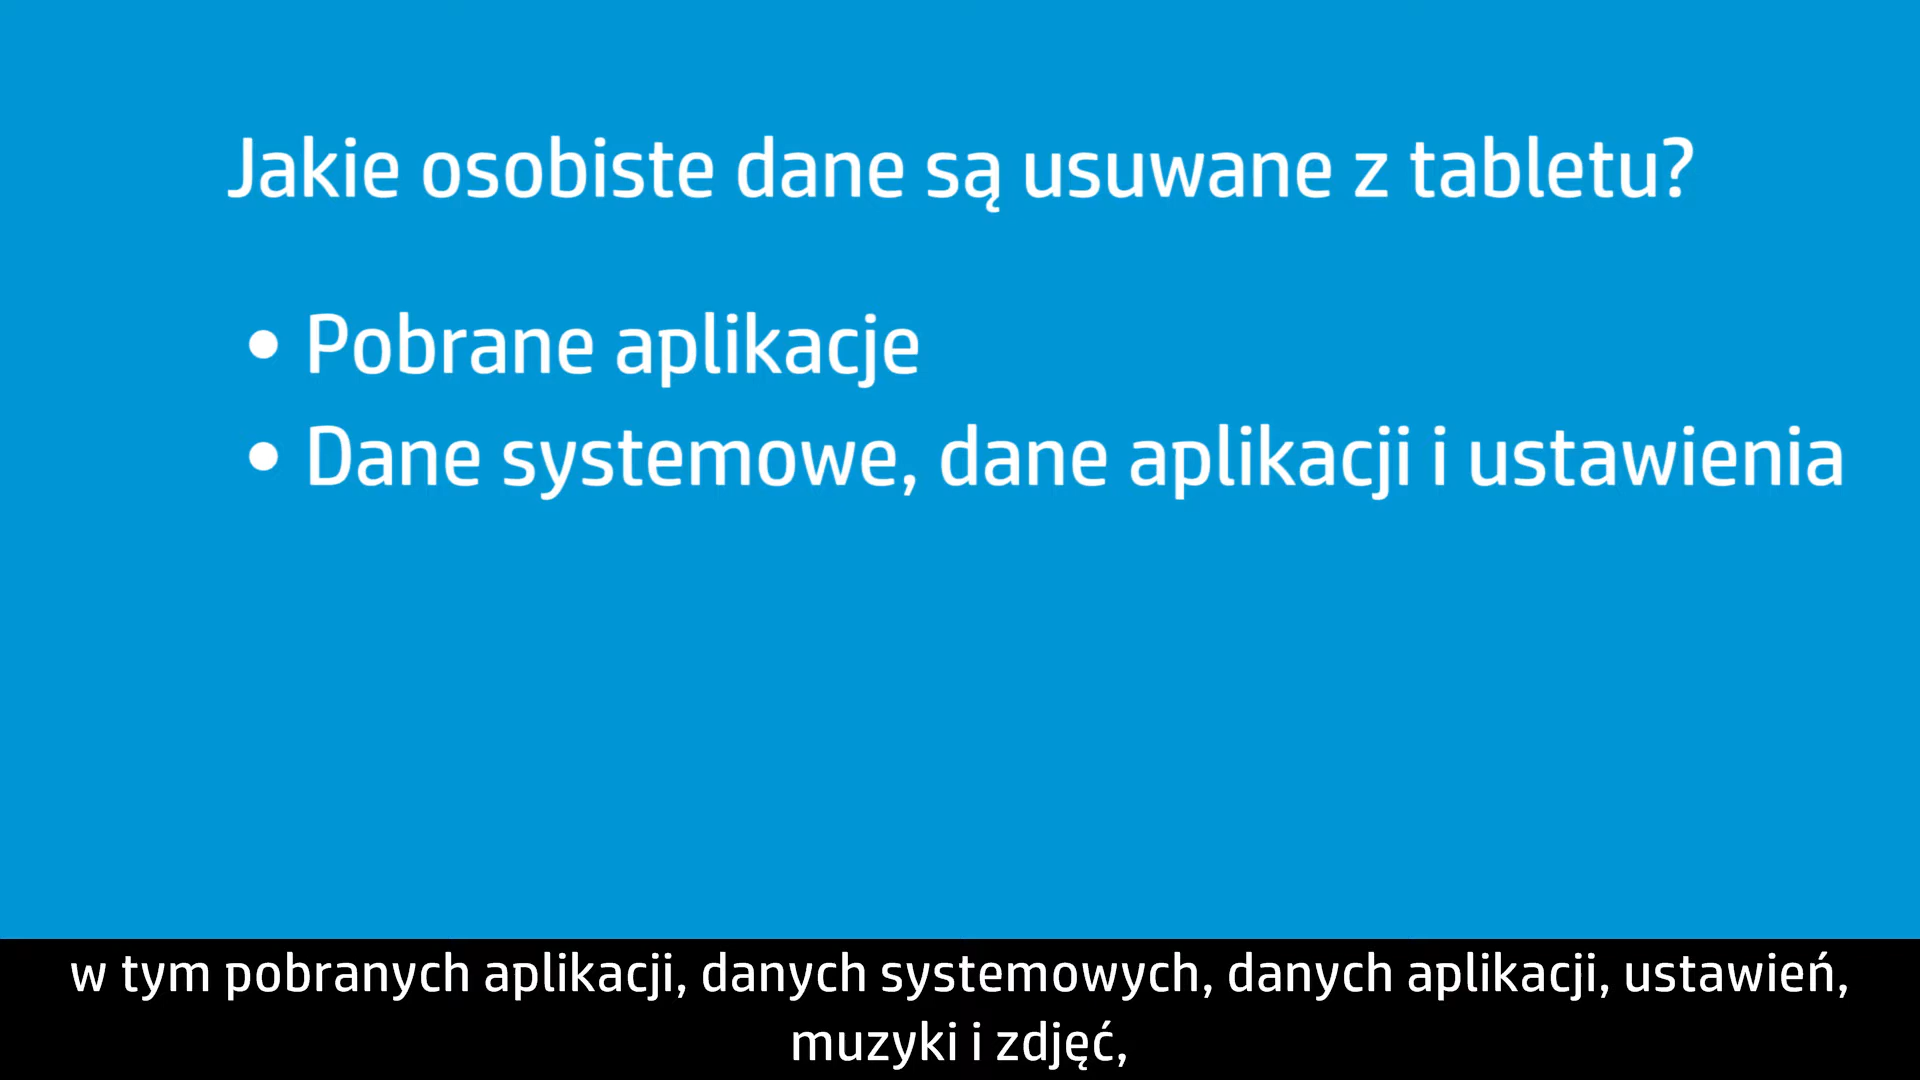 Jakie osobiste dane są usuwane z tabletu?
• Pobrane aplikacje
• Dane systemowe, dane aplikacji i ustawienia
w tym pobranych aplikacji, danych systemowych, danych aplikacji, ustawień,
muzyki i zdjęć,